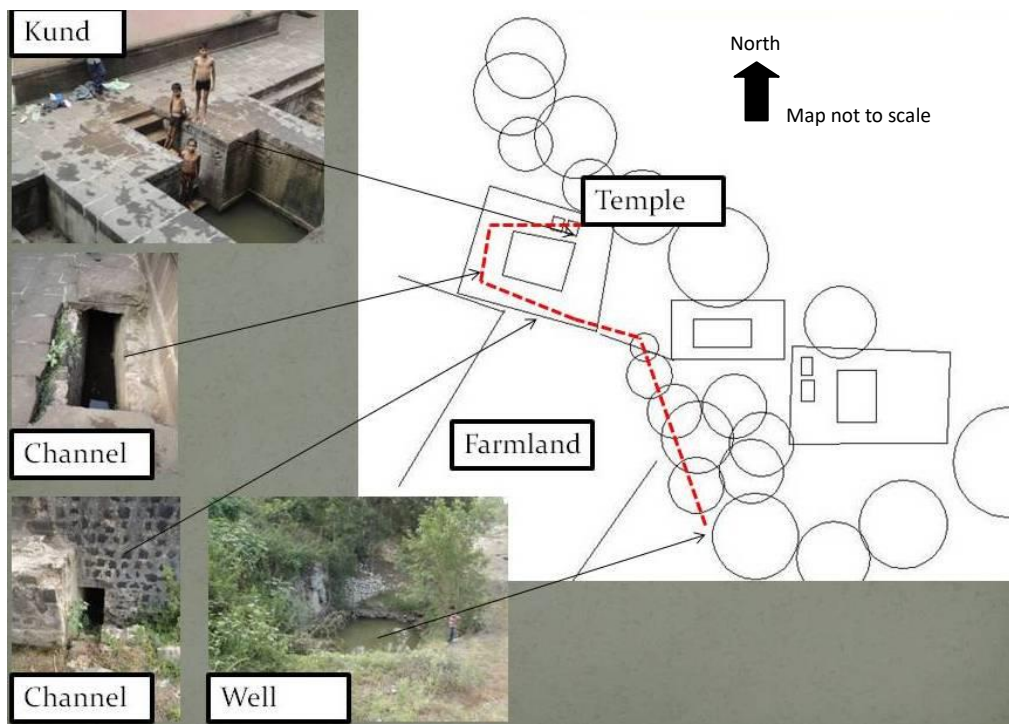 Kund
North
Map not to scale
Temple
Channel
Farmland
Channel
Well